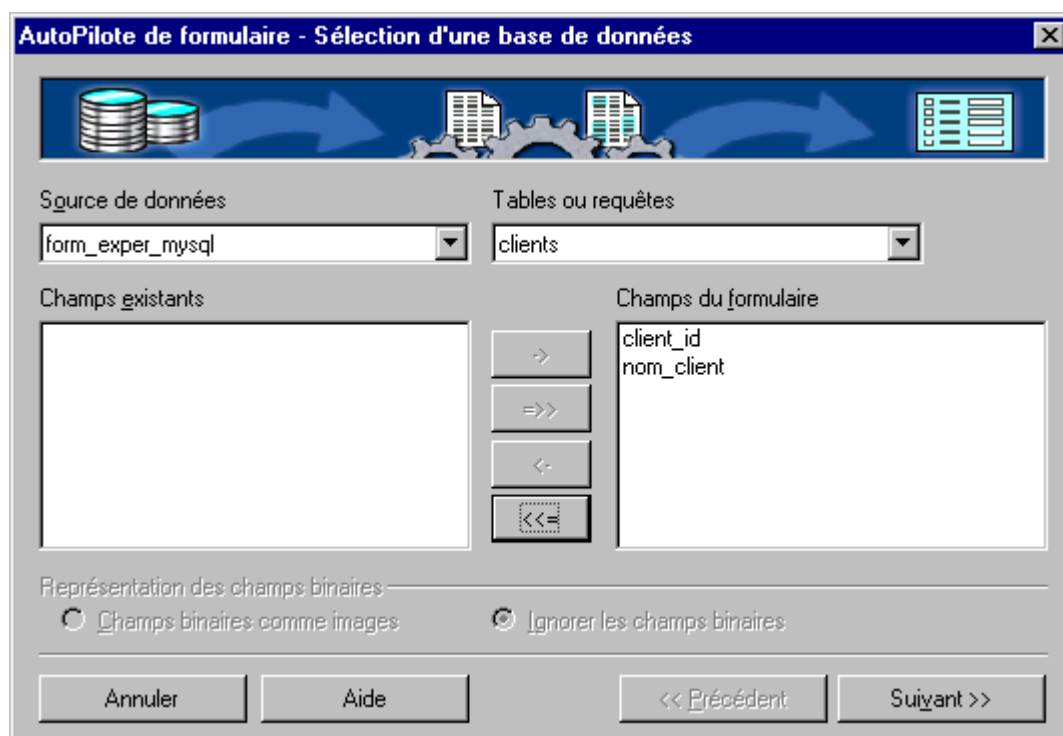 AutoPilote de formulaire - Sélection d'une base de données
Source de données
Tables ou requêtes
form_exper_mysql
clients
Champs existants
Champs du formulaire
client_id
nom_client
->
=>>
<-
<<=
Représentation des champs binaires
Champs binaires comme images
Ignorer les champs binaires
Annuler
Aide
<< Précédent
Suivant >>